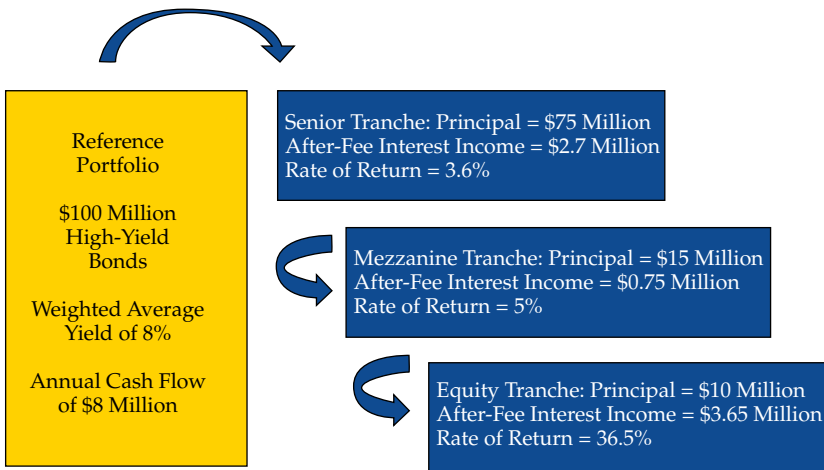 Reference
Portfolio
$100 Million
High-Yield
Bonds
Weighted Average
Yield of 8%
Annual Cash Flow
of $8 Million
Senior Tranche: Principal = $75 Million
After-Fee Interest Income = $2.7 Million
Rate of Return = 3.6%
Mezzanine Tranche: Principal = $15 Million
After-Fee Interest Income = $0.75 Million
Rate of Return = 5%
Equity Tranche: Principal = $10 Million
After-Fee Interest Income = $3.65 Million
Rate of Return = 36.5%